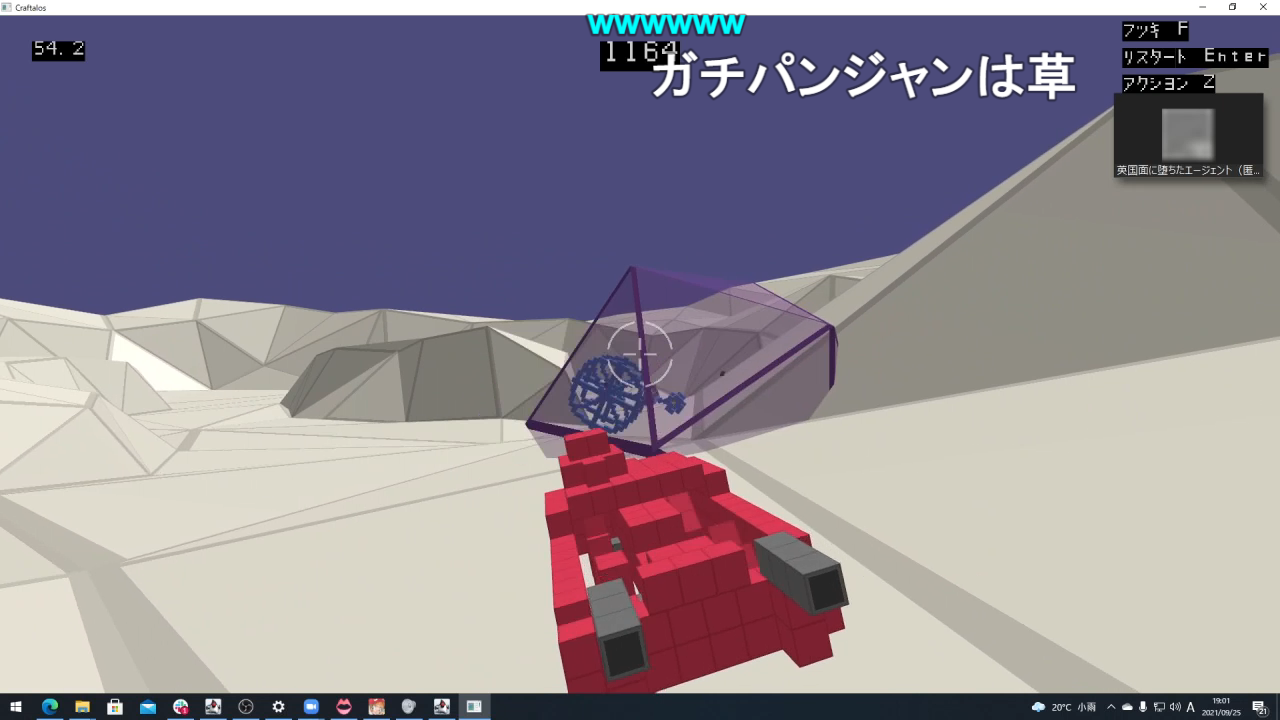 Craftalos
wwwwww
54.2
1164
ガチパンジャンは草
フッキ F
リスタート Enter
アクション Z
英国面に堕ちたエージェント（匿...
20°C 小雨
A
19:01
2021/09/25
21